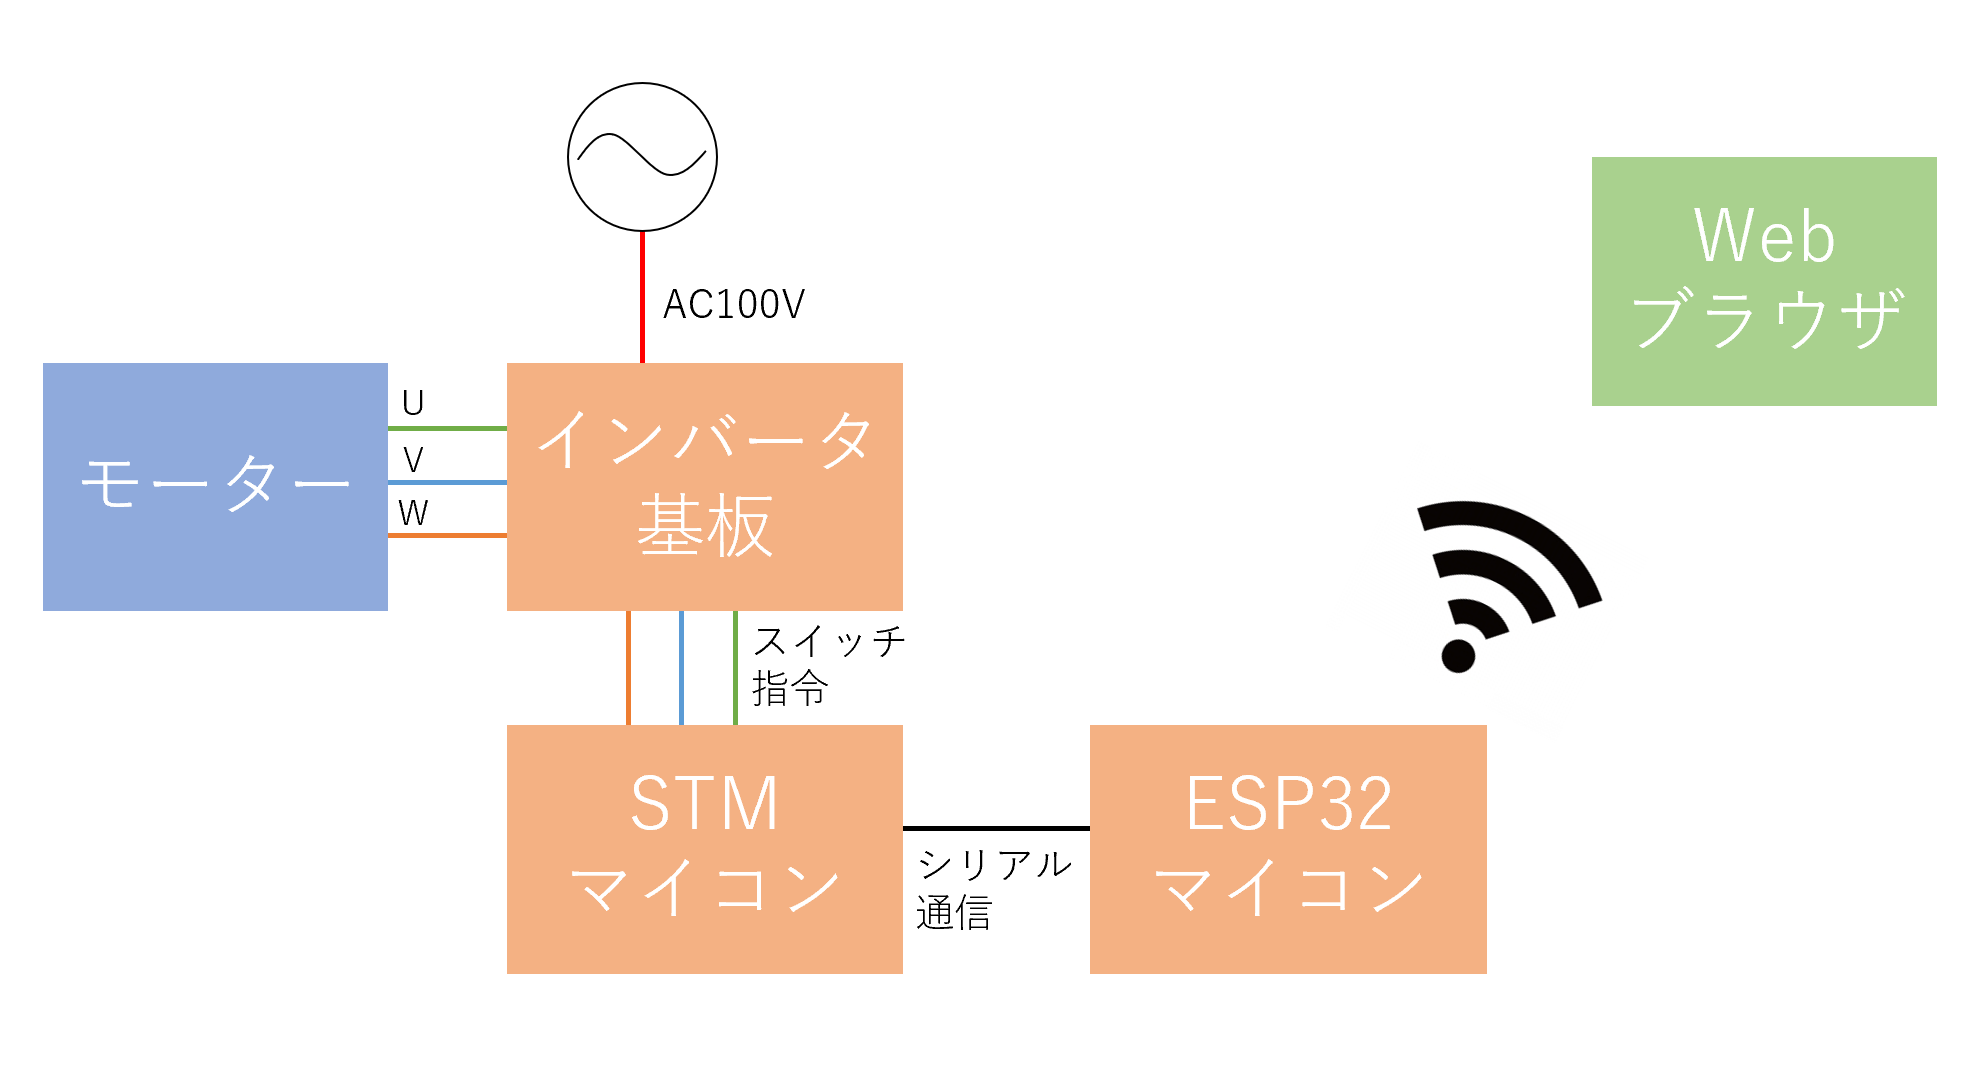 AC100V
Web
ブラウザ
U
V
W
モーター
インバータ
基板
スイッチ
指令
STM
マイコン
シリアル
通信
ESP32
マイコン